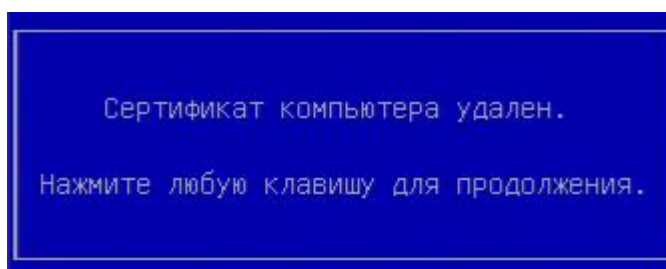 Сертификат компьютера удален.
Нажмите любую клавишу для продолжения.